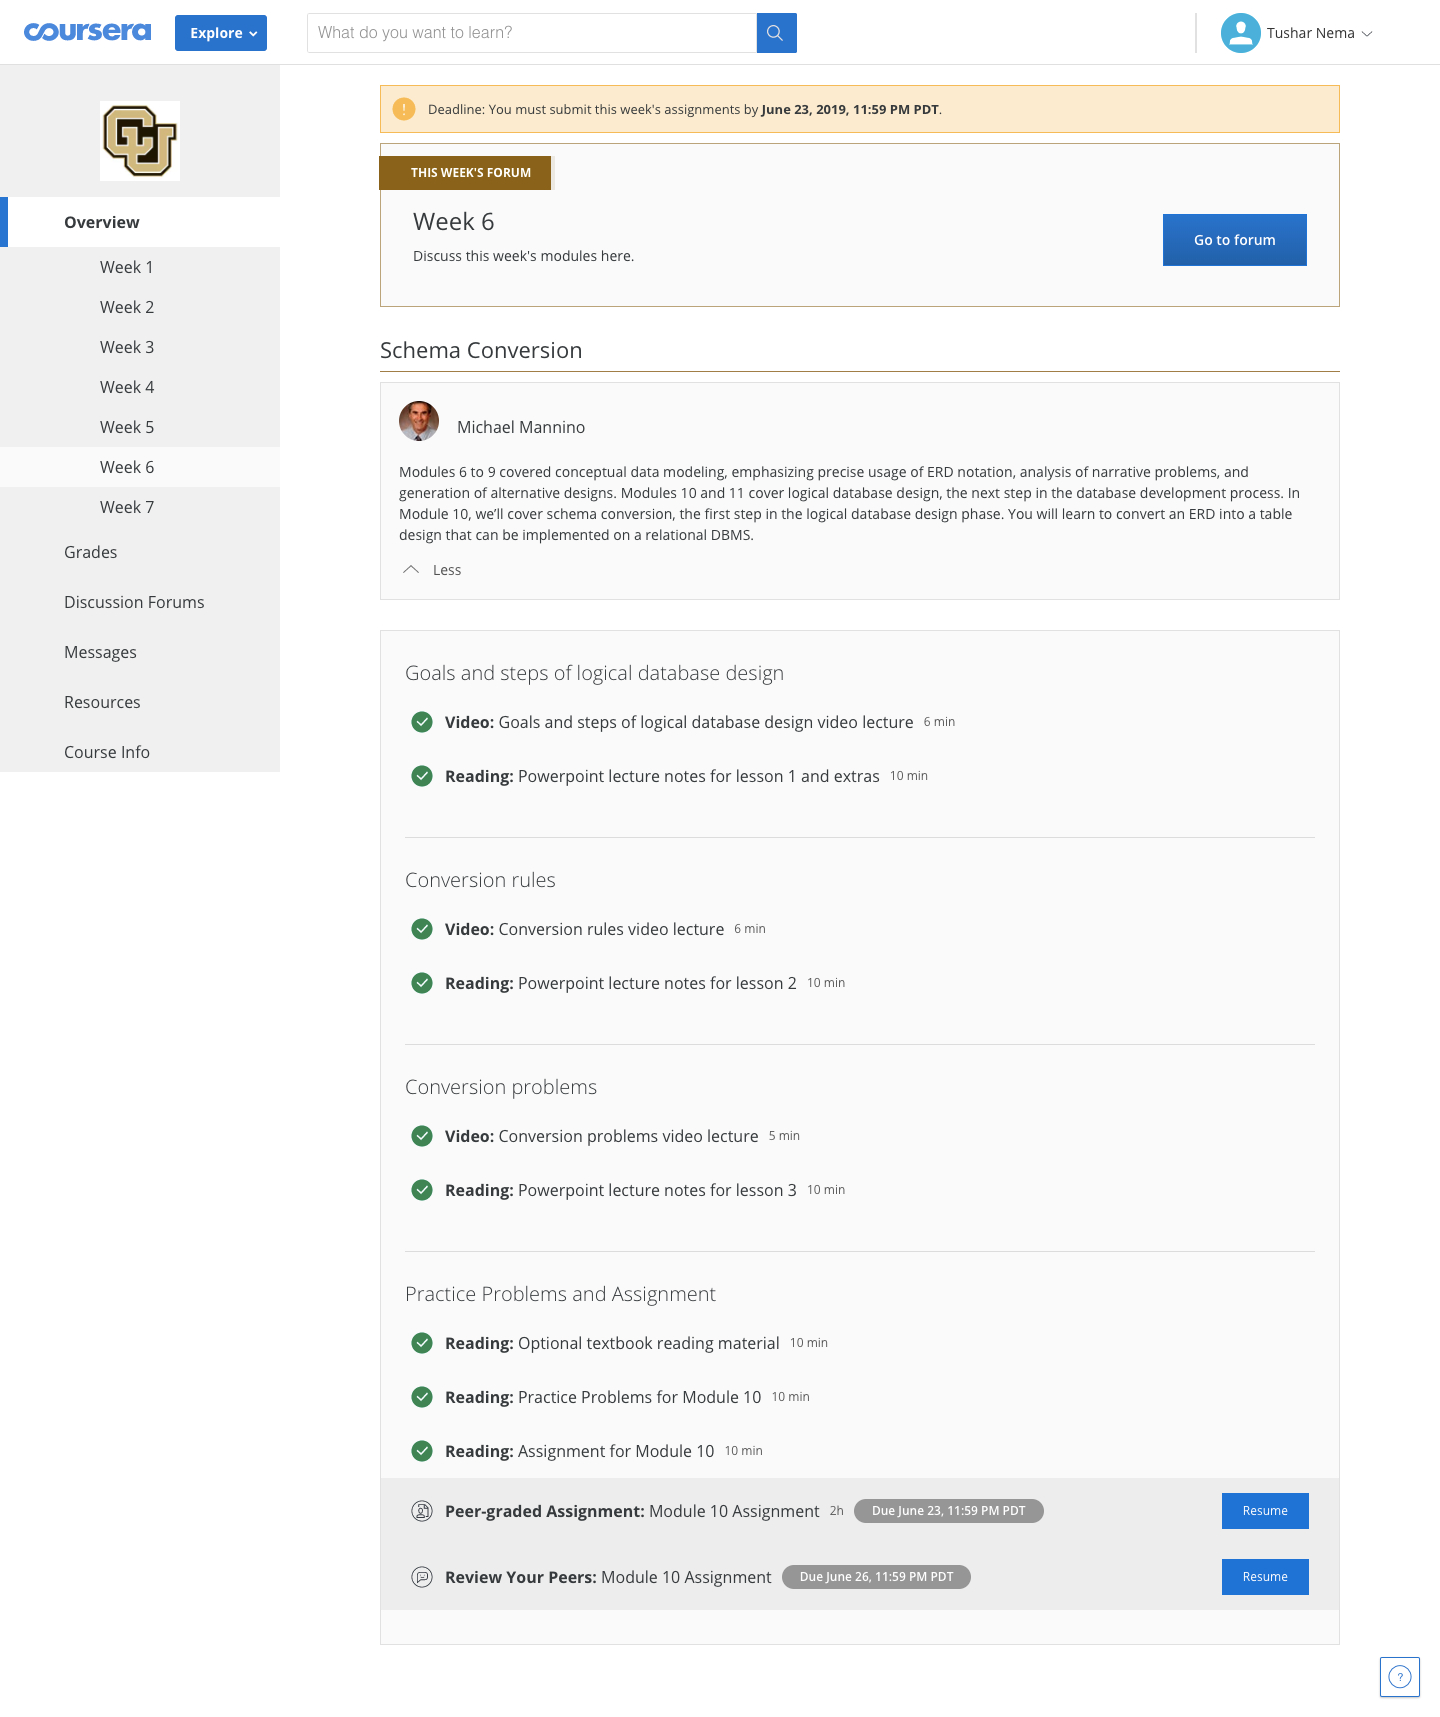 coursera
Explore
What do you want to learn?
Tushar Nema
CU
Overview
Week 1
Week 2
Week 3
Week 4
Week 5
Week 6
Week 7
Grades
Discussion Forums
Messages
Resources
Course Info
! Deadline: You must submit this week's assignments by June 23, 2019, 11:59 PM PDT.
THIS WEEK'S FORUM
Week 6
Discuss this week's modules here.
Go to forum
Schema Conversion
Michael Mannino
Modules 6 to 9 covered conceptual data modeling, emphasizing precise usage of ERD notation, analysis of narrative problems, and
generation of alternative designs. Modules 10 and 11 cover logical database design, the next step in the database development process. In
Module 10, we’ll cover schema conversion, the first step in the logical database design phase. You will learn to convert an ERD into a table
design that can be implemented on a relational DBMS.
Less
Goals and steps of logical database design
Video: Goals and steps of logical database design video lecture 6 min
Reading: Powerpoint lecture notes for lesson 1 and extras 10 min
Conversion rules
Video: Conversion rules video lecture 6 min
Reading: Powerpoint lecture notes for lesson 2 10 min
Conversion problems
Video: Conversion problems video lecture 5 min
Reading: Powerpoint lecture notes for lesson 3 10 min
Practice Problems and Assignment
Reading: Optional textbook reading material 10 min
Reading: Practice Problems for Module 10 10 min
Reading: Assignment for Module 10 10 min
Peer-graded Assignment: Module 10 Assignment 2h Due June 23, 11:59 PM PDT Resume
Review Your Peers: Module 10 Assignment Due June 26, 11:59 PM PDT Resume
?